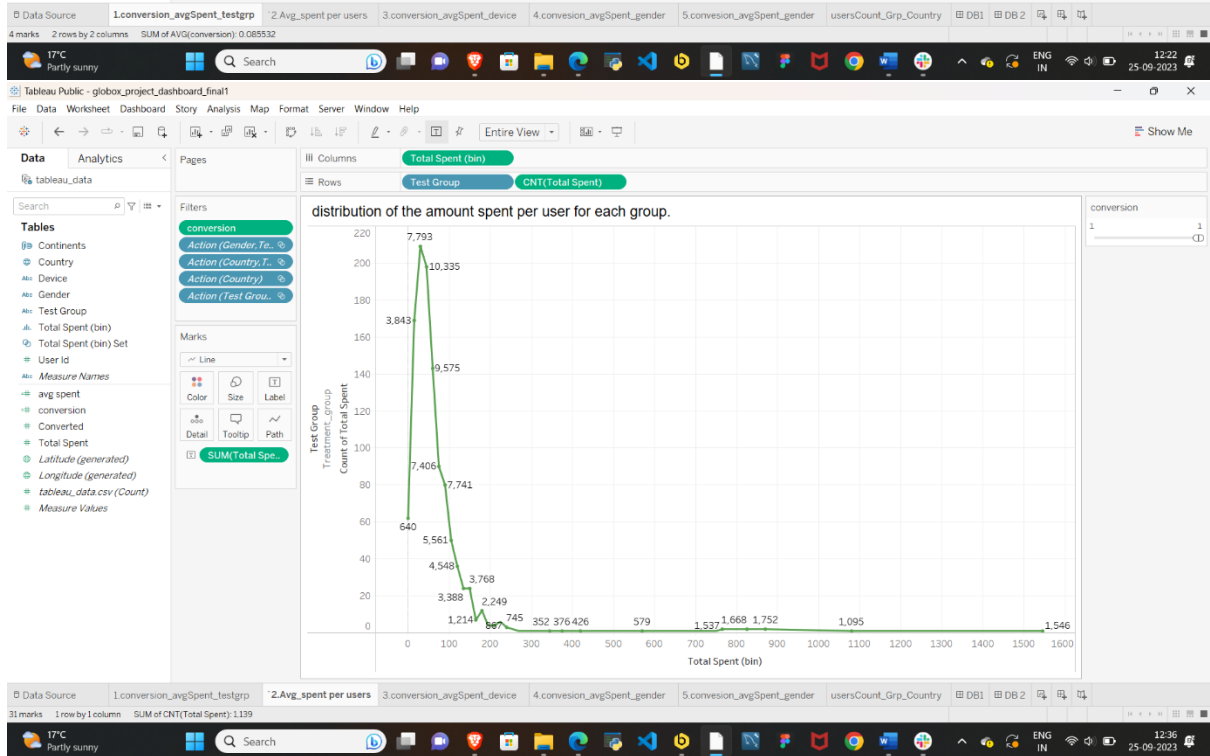 Data Source 1.conversion_avgSpent_testgrp `2.Avg_spent per users 3.conversion_avgSpent_device 4.convesion_avgSpent_gender 5.convesion_avgSpent_gender usersCount_Grp_Country DB1 DB 2
4 marks 2 rows by 2 columns SUM of AVG(conversion): 0.085532
17°C
Partly sunny
Search
ENG
IN
12:22
25-09-2023
Tableau Public - globox_project_dashboard_final1
File Data Worksheet Dashboard Story Analysis Map Format Server Window Help
Entire View
Show Me
Data Analytics
tableau_data
Search
Tables
Continents
Country
Abc Device
Abc Gender
Abc Test Group
Total Spent (bin)
Total Spent (bin) Set
# User Id
Abc Measure Names
avg spent
conversion
# Converted
# Total Spent
Latitude (generated)
Longitude (generated)
# tableau_data.csv (Count)
# Measure Values
Pages
Filters
conversion
Action (Gender,Te..
Action (Country,T..
Action (Country)
Action (Test Grou..
Marks
Line
Color Size Label
Detail Tooltip Path
SUM(Total Spe..
Columns Total Spent (bin)
Rows Test Group CNT(Total Spent)
distribution of the amount spent per user for each group.
Test Group
Treatment_group
Count of Total Spent
220
200
180
160
140
120
100
80
60
40
20
0
7,793
10,335
3,843
9,575
7,406
7,741
640
5,561
4,548
3,768
3,388
2,249
1,214
867
745
352 376 426
579
1,537
1,668
1,752
1,095
1,546
0 100 200 300 400 500 600 700 800 900 1000 1100 1200 1300 1400 1500 1600
Total Spent (bin)
conversion
1 1
Data Source 1.conversion_avgSpent_testgrp `2.Avg_spent per users 3.conversion_avgSpent_device 4.convesion_avgSpent_gender 5.convesion_avgSpent_gender usersCount_Grp_Country DB1 DB 2
31 marks 1 row by 1 column SUM of CNT(Total Spent): 1,139
17°C
Partly sunny
Search
ENG
IN
12:36
25-09-2023